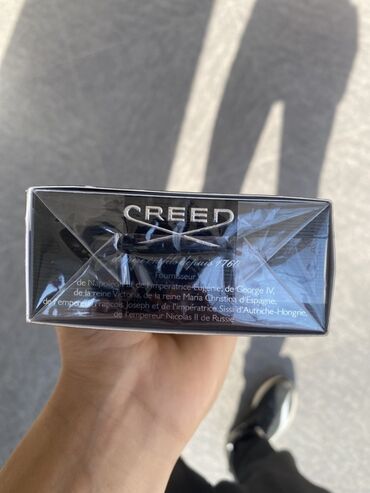 CREED
depuis 1760
Fournisseur
de Napoléon III, de l'impératrice Eugénie, de George IV,
de la reine Victoria, de la reine Maria Christina d'Espagne,
de l'empereur François Joseph et de l'impératrice Sissi d'Autriche-Hongrie,
de l'empereur Nicolas II de Russie